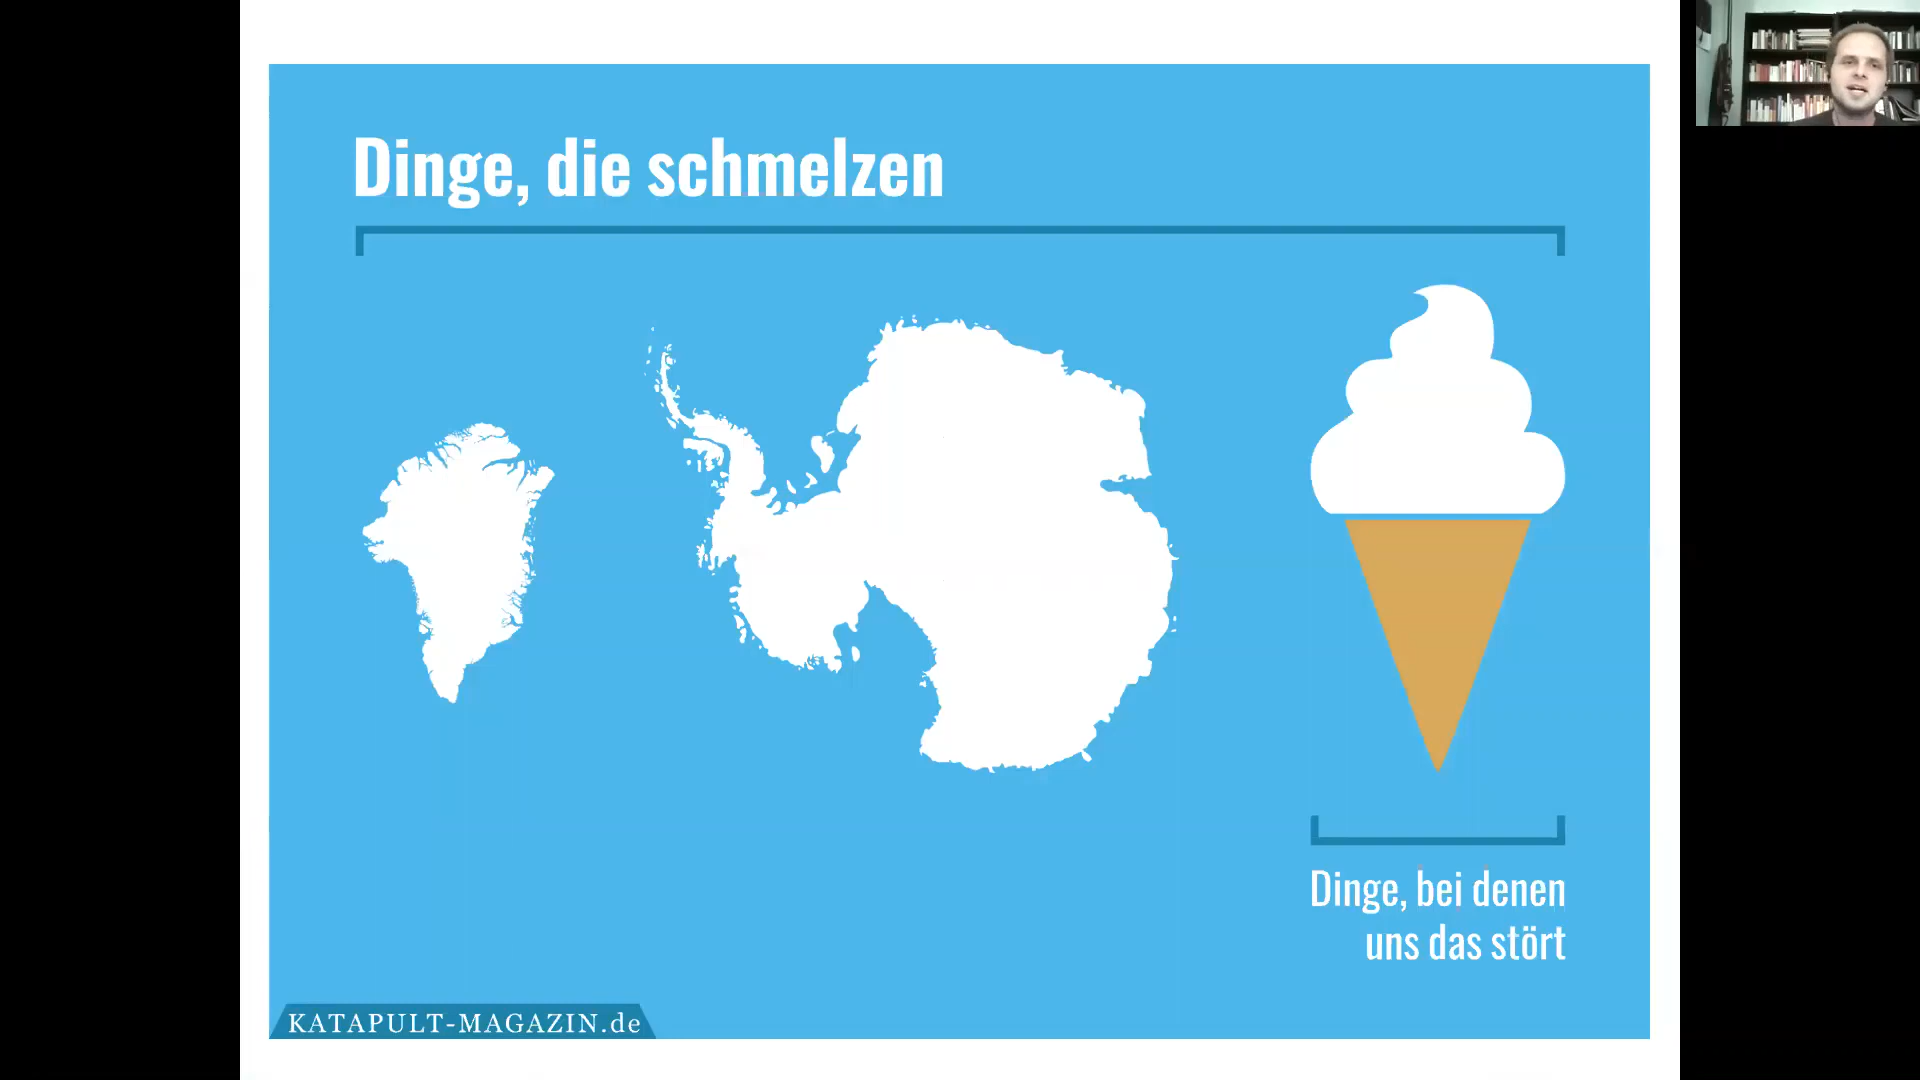 Dinge, die schmelzen
Dinge, bei denen
uns das stört
KATAPULT-MAGAZIN.de